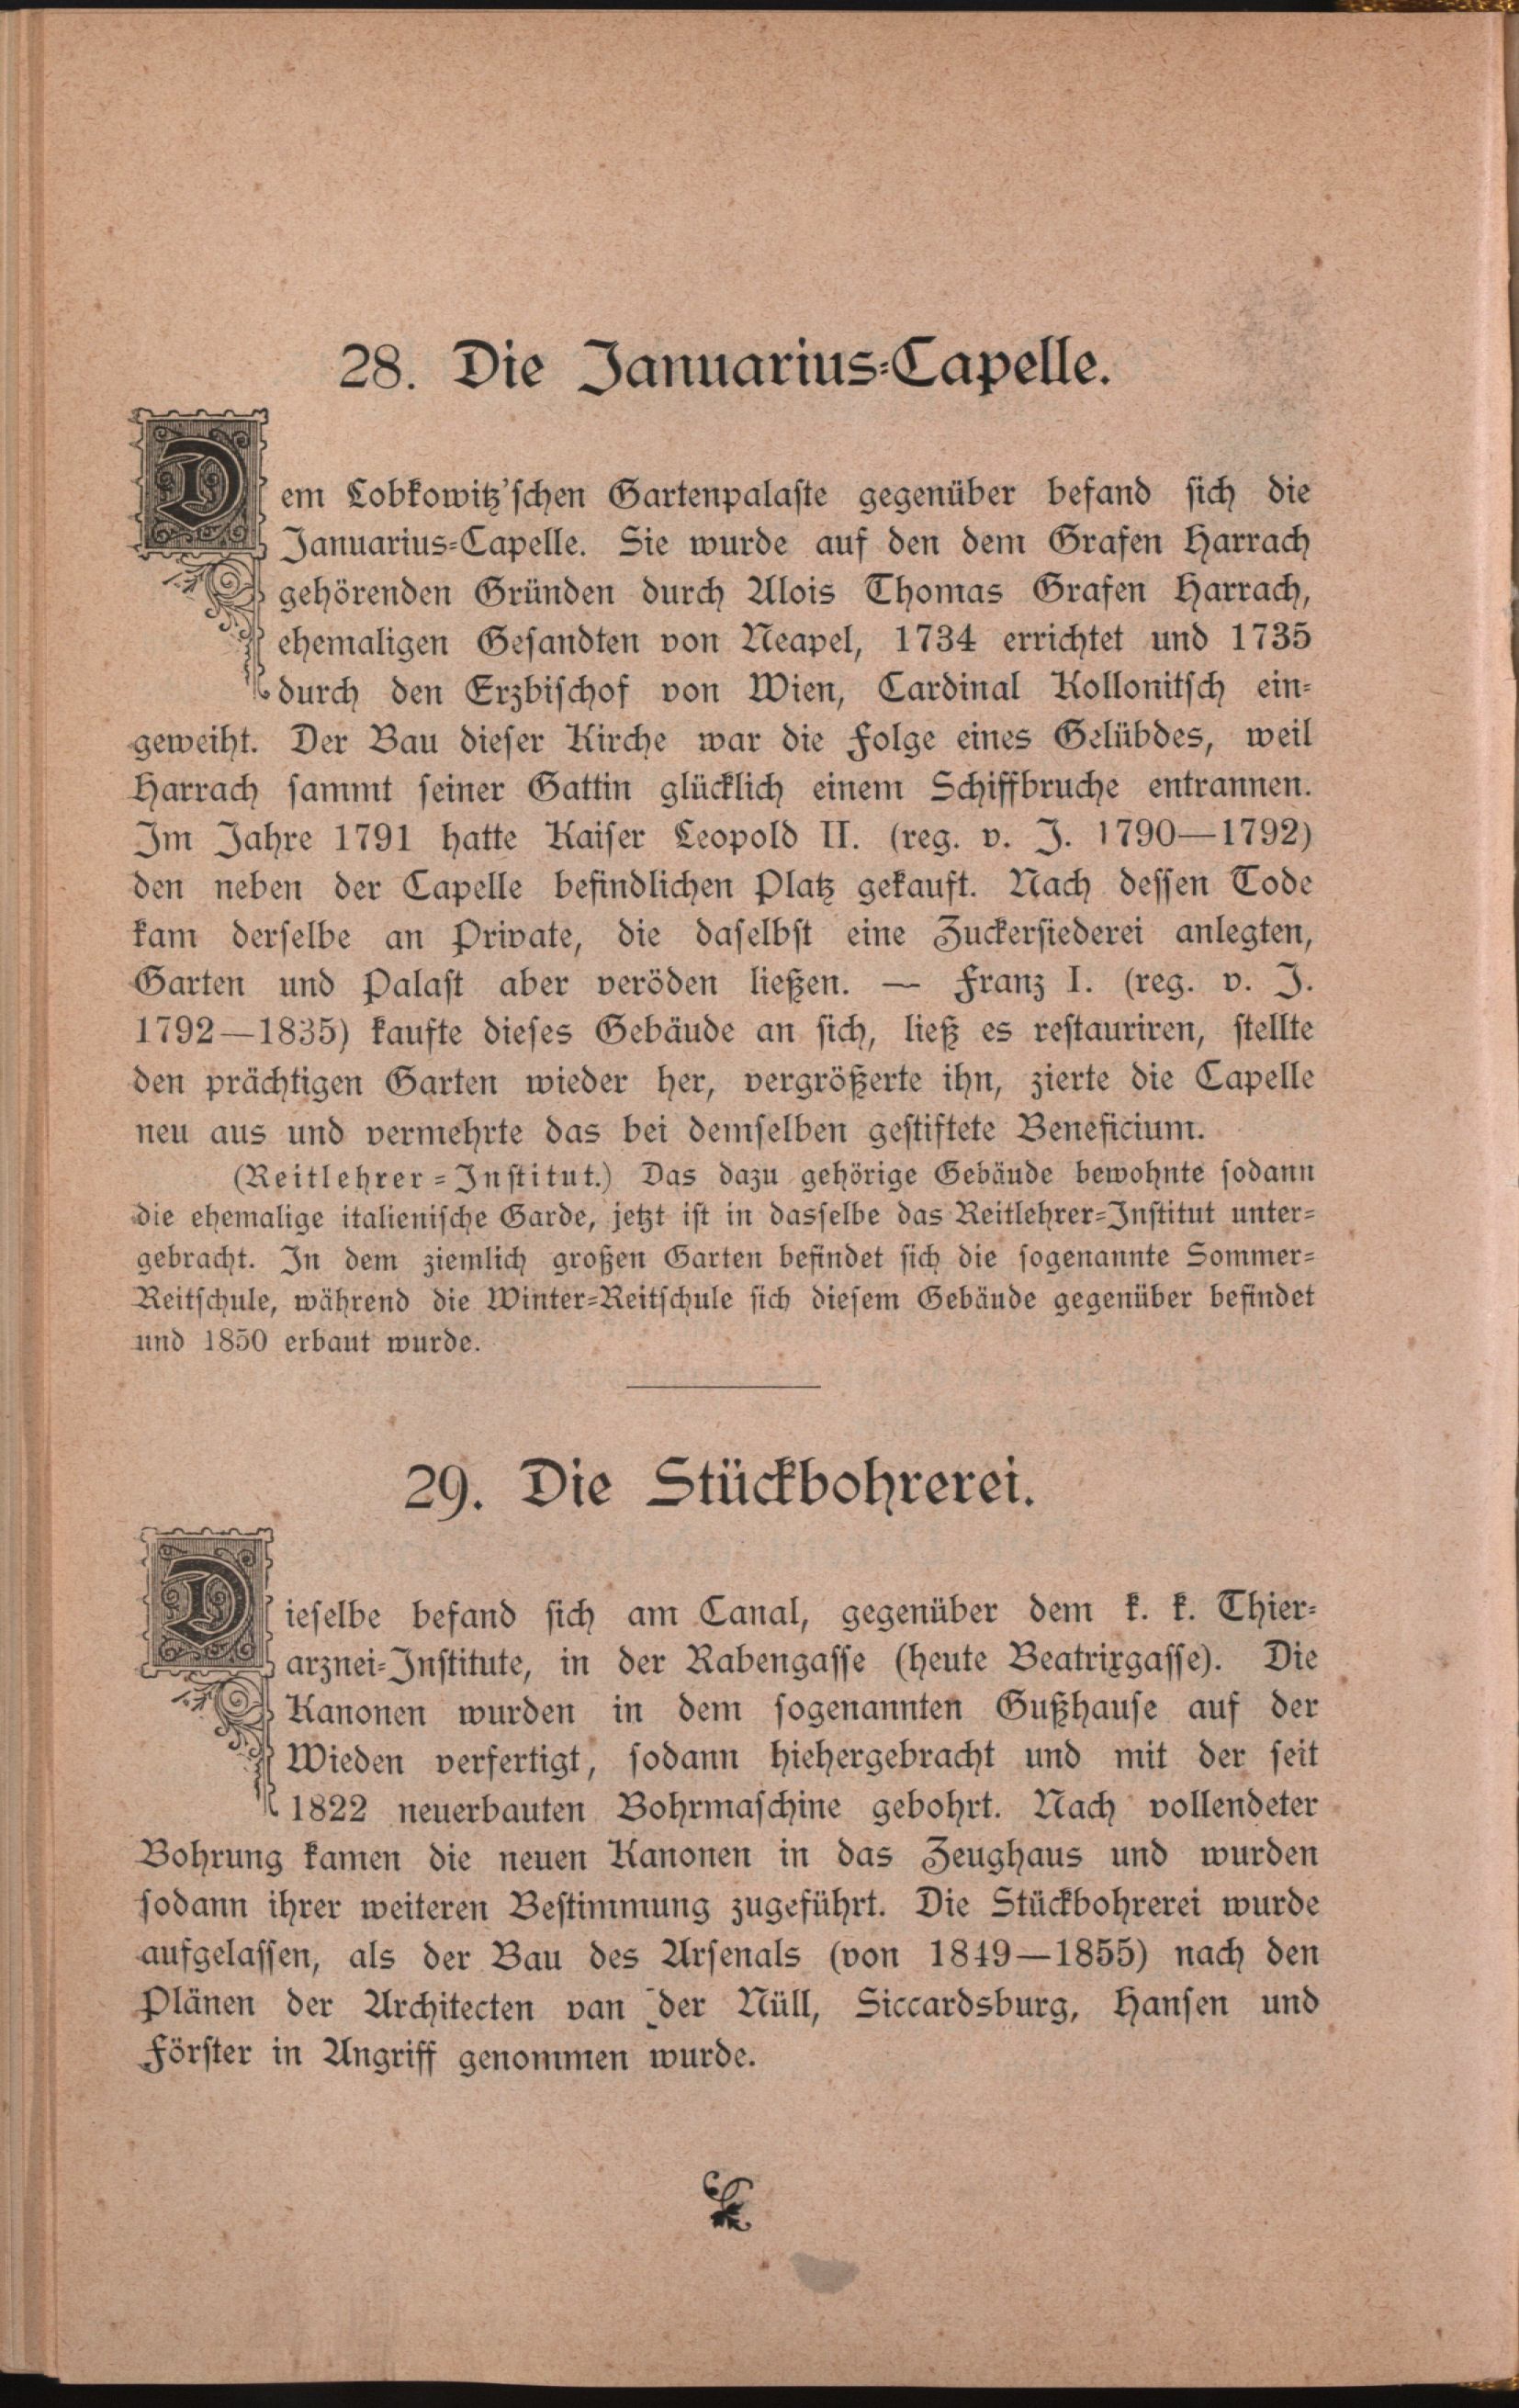 28. Die Januarius-Capelle.
Dem Lobkowitz'schen Gartenpalaste gegenüber befand sich die
Januarius-Capelle. Sie wurde auf den dem Grafen Harrach
gehörenden Gründen durch Alois Thomas Grafen Harrach,
ehemaligen Gesandten von Neapel, 1734 errichtet und 1735
durch den Erzbischof von Wien, Cardinal Kollonitsch ein-
geweiht. Der Bau dieser Kirche war die Folge eines Gelübdes, weil
Harrach sammt seiner Gattin glücklich einem Schiffbruche entrannen.
Im Jahre 1791 hatte Kaiser Leopold II. (reg. v. J. 1790—1792)
den neben der Capelle befindlichen Platz gekauft. Nach dessen Tode
kam derselbe an Private, die daselbst eine Zuckersiederei anlegten,
Garten und Palast aber veröden ließen. — Franz I. (reg. v. J.
1792—1835) kaufte dieses Gebäude an sich, ließ es restauriren, stellte
den prächtigen Garten wieder her, vergrößerte ihn, zierte die Capelle
neu aus und vermehrte das bei demselben gestiftete Beneficium.
(Reitlehrer-Institut.) Das dazu gehörige Gebäude bewohnte sodann
die ehemalige italienische Garde, jetzt ist in dasselbe das Reitlehrer-Institut unter-
gebracht. In dem ziemlich großen Garten befindet sich die sogenannte Sommer-
Reitschule, während die Winter-Reitschule sich diesem Gebäude gegenüber befindet
und 1850 erbaut wurde.
29. Die Stückbohrerei.
Dieselbe befand sich am Canal, gegenüber dem k. k. Thier-
arznei-Institute, in der Rabengasse (heute Beatrixgasse). Die
Kanonen wurden in dem sogenannten Gußhause auf der
Wieden verfertigt, sodann hiehergebracht und mit der seit
1822 neuerbauten Bohrmaschine gebohrt. Nach vollendeter
Bohrung kamen die neuen Kanonen in das Zeughaus und wurden
sodann ihrer weiteren Bestimmung zugeführt. Die Stückbohrerei wurde
aufgelassen, als der Bau des Arsenals (von 1849—1855) nach den
Plänen der Architecten van der Nüll, Siccardsburg, Hansen und
Förster in Angriff genommen wurde.